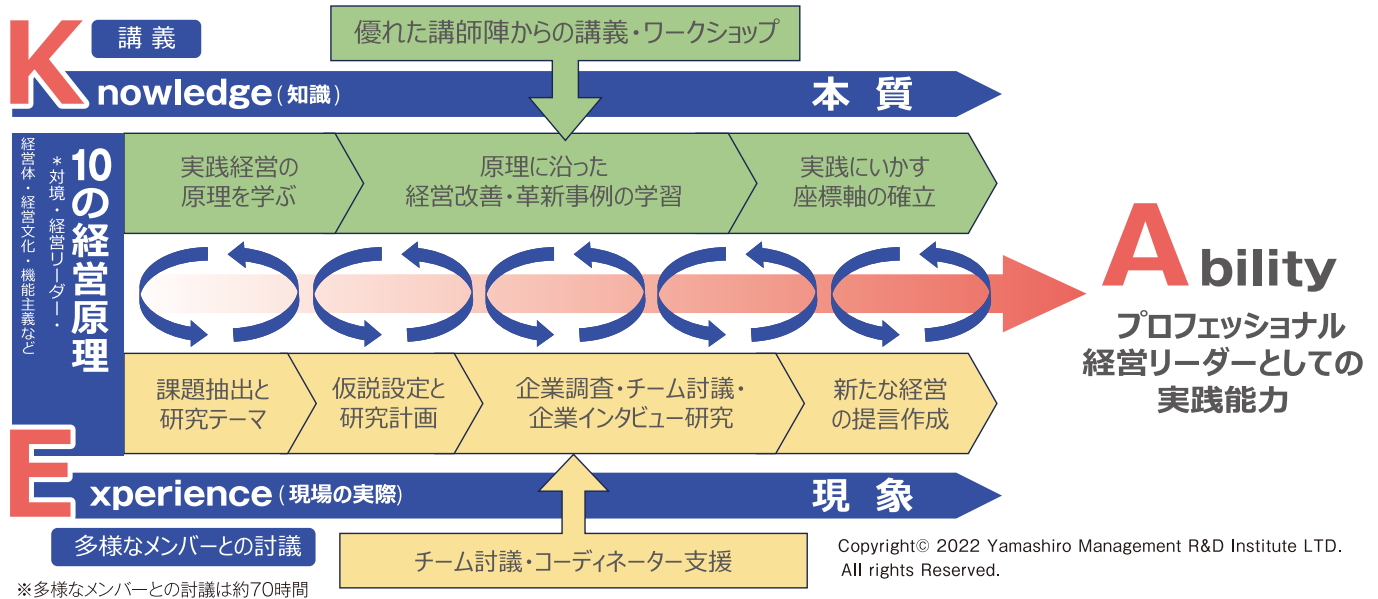 講義
優れた講師陣からの講義・ワークショップ
Knowledge(知識)
本質
10の経営原理
*対境・経営リーダー・
経営体・経営文化・機能主義など
実践経営の
原理を学ぶ
原理に沿った
経営改善・革新事例の学習
実践にいかす
座標軸の確立
Ability
プロフェッショナル
経営リーダーとしての
実践能力
課題抽出と
研究テーマ
仮説設定と
研究計画
企業調査・チーム討議・
企業インタビュー研究
新たな経営
の提言作成
Experience(現場の実際)
現象
多様なメンバーとの討議
チーム討議・コーディネーター支援
※多様なメンバーとの討議は約70時間
Copyright© 2022 Yamashiro Management R&D Institute LTD.
All rights Reserved.